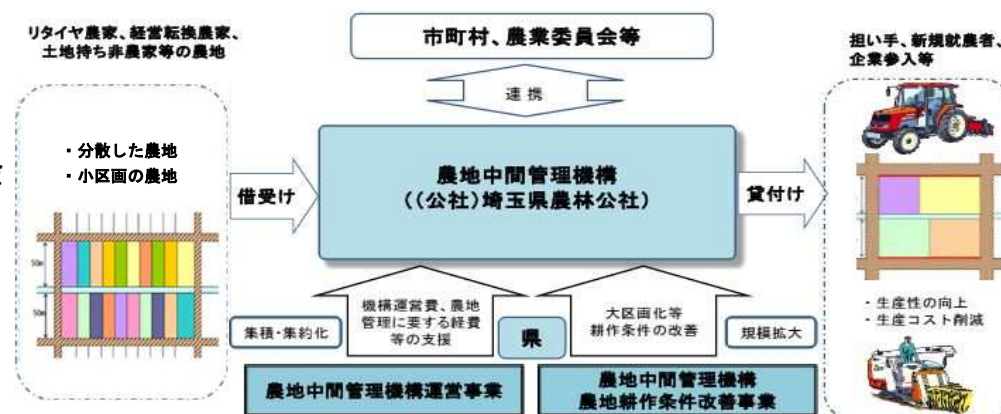 リタイヤ農家、経営転換農家、
土地持ち非農家等の農地
・分散した農地
・小区画の農地
50m
50m
借受け
市町村、農業委員会等
連携
農地中間管理機構
((公社)埼玉県農林公社)
貸付け
担い手、新規就農者、
企業参入等
・生産性の向上
・生産コスト削減
集積・集約化
機構運営費、農地
管理に要する経費
等の支援
県
大区画化等
耕作条件の改善
規模拡大
農地中間管理機構運営事業
農地中間管理機構
農地耕作条件改善事業